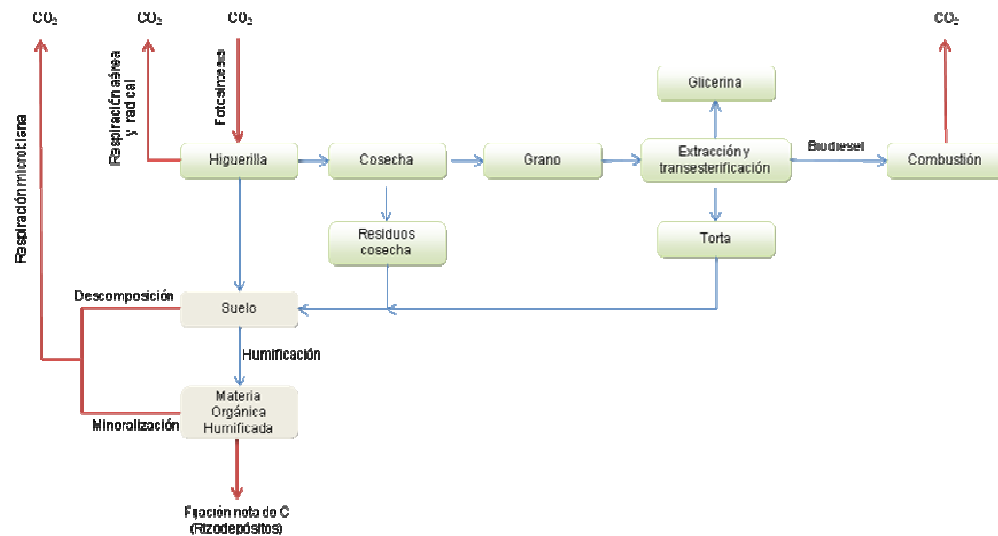 CO₂
CO₂
CO₂
CO₂
Respiración microbiana
Respiración aérea
y radical
Fotosíntesis
Glicerina
Higuerilla
Cosecha
Grano
Extracción y
transesterificación
Biodiesel
Combustión
Residuos
cosecha
Torta
Descomposición
Suelo
Humificación
Materia
Orgánica
Humificada
Mineralización
Fijación neta de C
(Rizodepósitos)